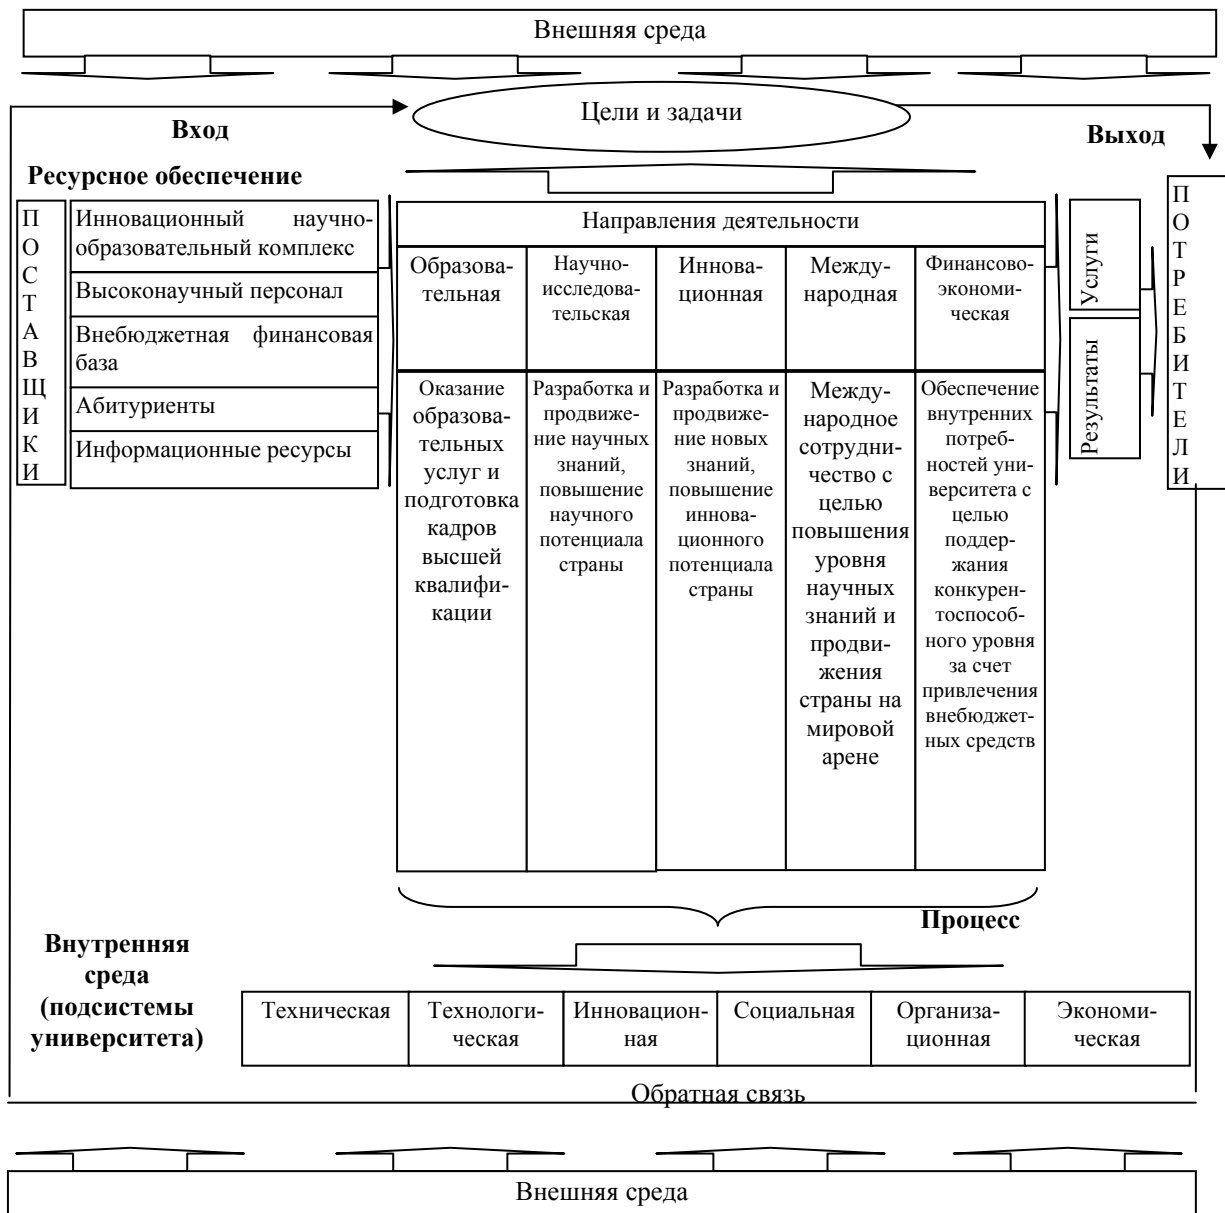 Внешняя среда
Цели и задачи
Вход
Выход
Ресурсное обеспечение
П
О
С
Т
А
В
Щ
И
К
И
Инновационный научно-
образовательный комплекс
Высоконаучный персонал
Внебюджетная финансовая
база
Абитуриенты
Информационные ресурсы
Направления деятельности
Образова-
тельная
Научно-
исследова-
тельская
Иннова-
ционная
Между-
народная
Финансово-
экономи-
ческая
Оказание
образова-
тельных
услуг и
подготовка
кадров
высшей
квалифи-
кации
Разработка и
продвиже-
ние научных
знаний,
повышение
научного
потенциала
страны
Разработка и
продвиже-
ние новых
знаний,
повышение
иннова-
ционного
потенциала
страны
Между-
народное
сотрудни-
чество с
целью
повышения
уровня
научных
знаний и
продви-
жения
страны на
мировой
арене
Обеспечение
внутренних
потреб-
ностей уни-
верситета с
целью
поддер-
жания
конкурен-
тоспособ-
ного уровня
за счет
привлечения
внебюджет-
ных средств
Услуги
Результаты
П
О
Т
Р
Е
Б
И
Т
Е
Л
И
Процесс
Внутренняя
среда
(подсистемы
университета)
Техническая
Технологи-
ческая
Инновацион-
ная
Социальная
Организа-
ционная
Экономи-
ческая
Обратная связь
Внешняя среда